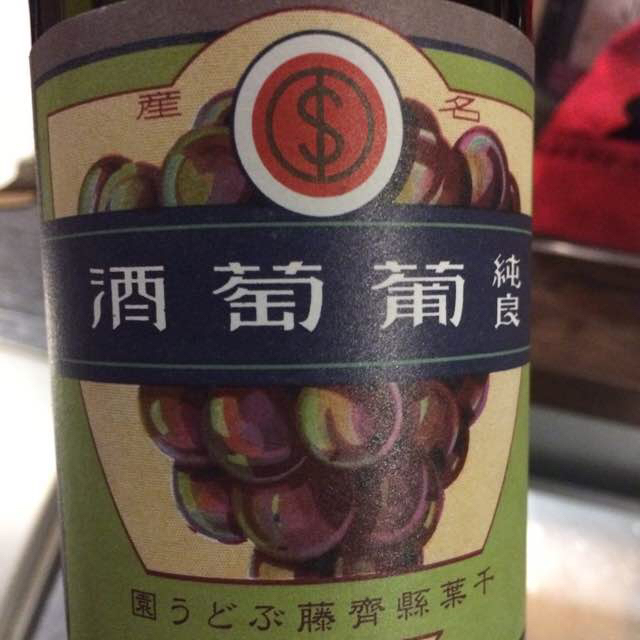 名産
純良 葡萄酒
千葉縣齊藤ぶどう園